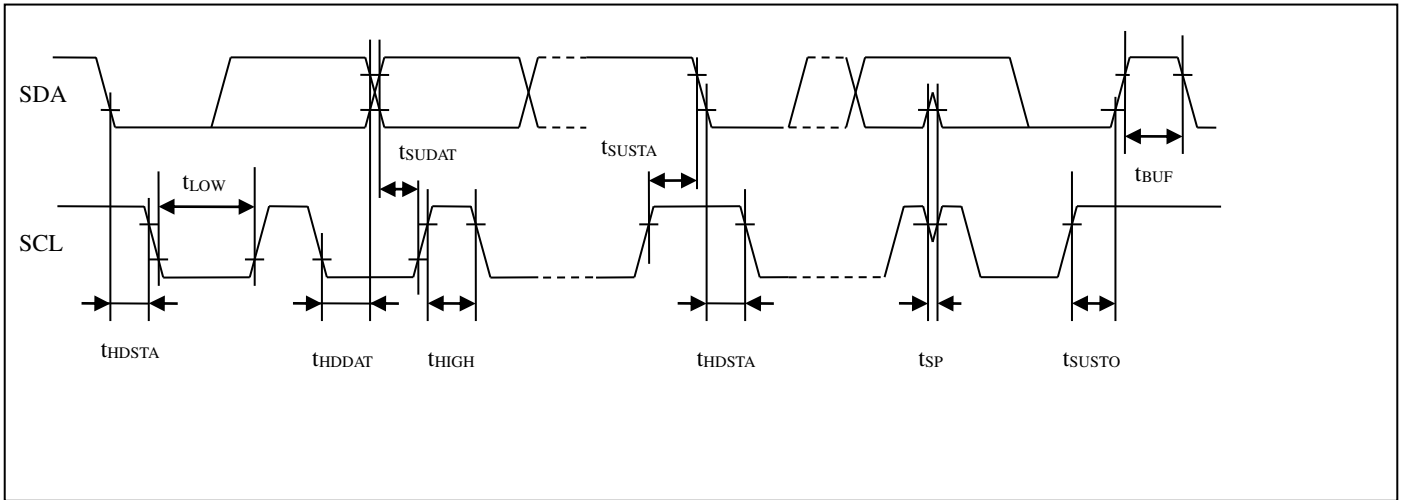 SDA
tSUDAT
tSUSTA
tLOW
tBUF
SCL
tHDSTA
tHDDAT
tHIGH
tHDSTA
tSP
tSUSTO